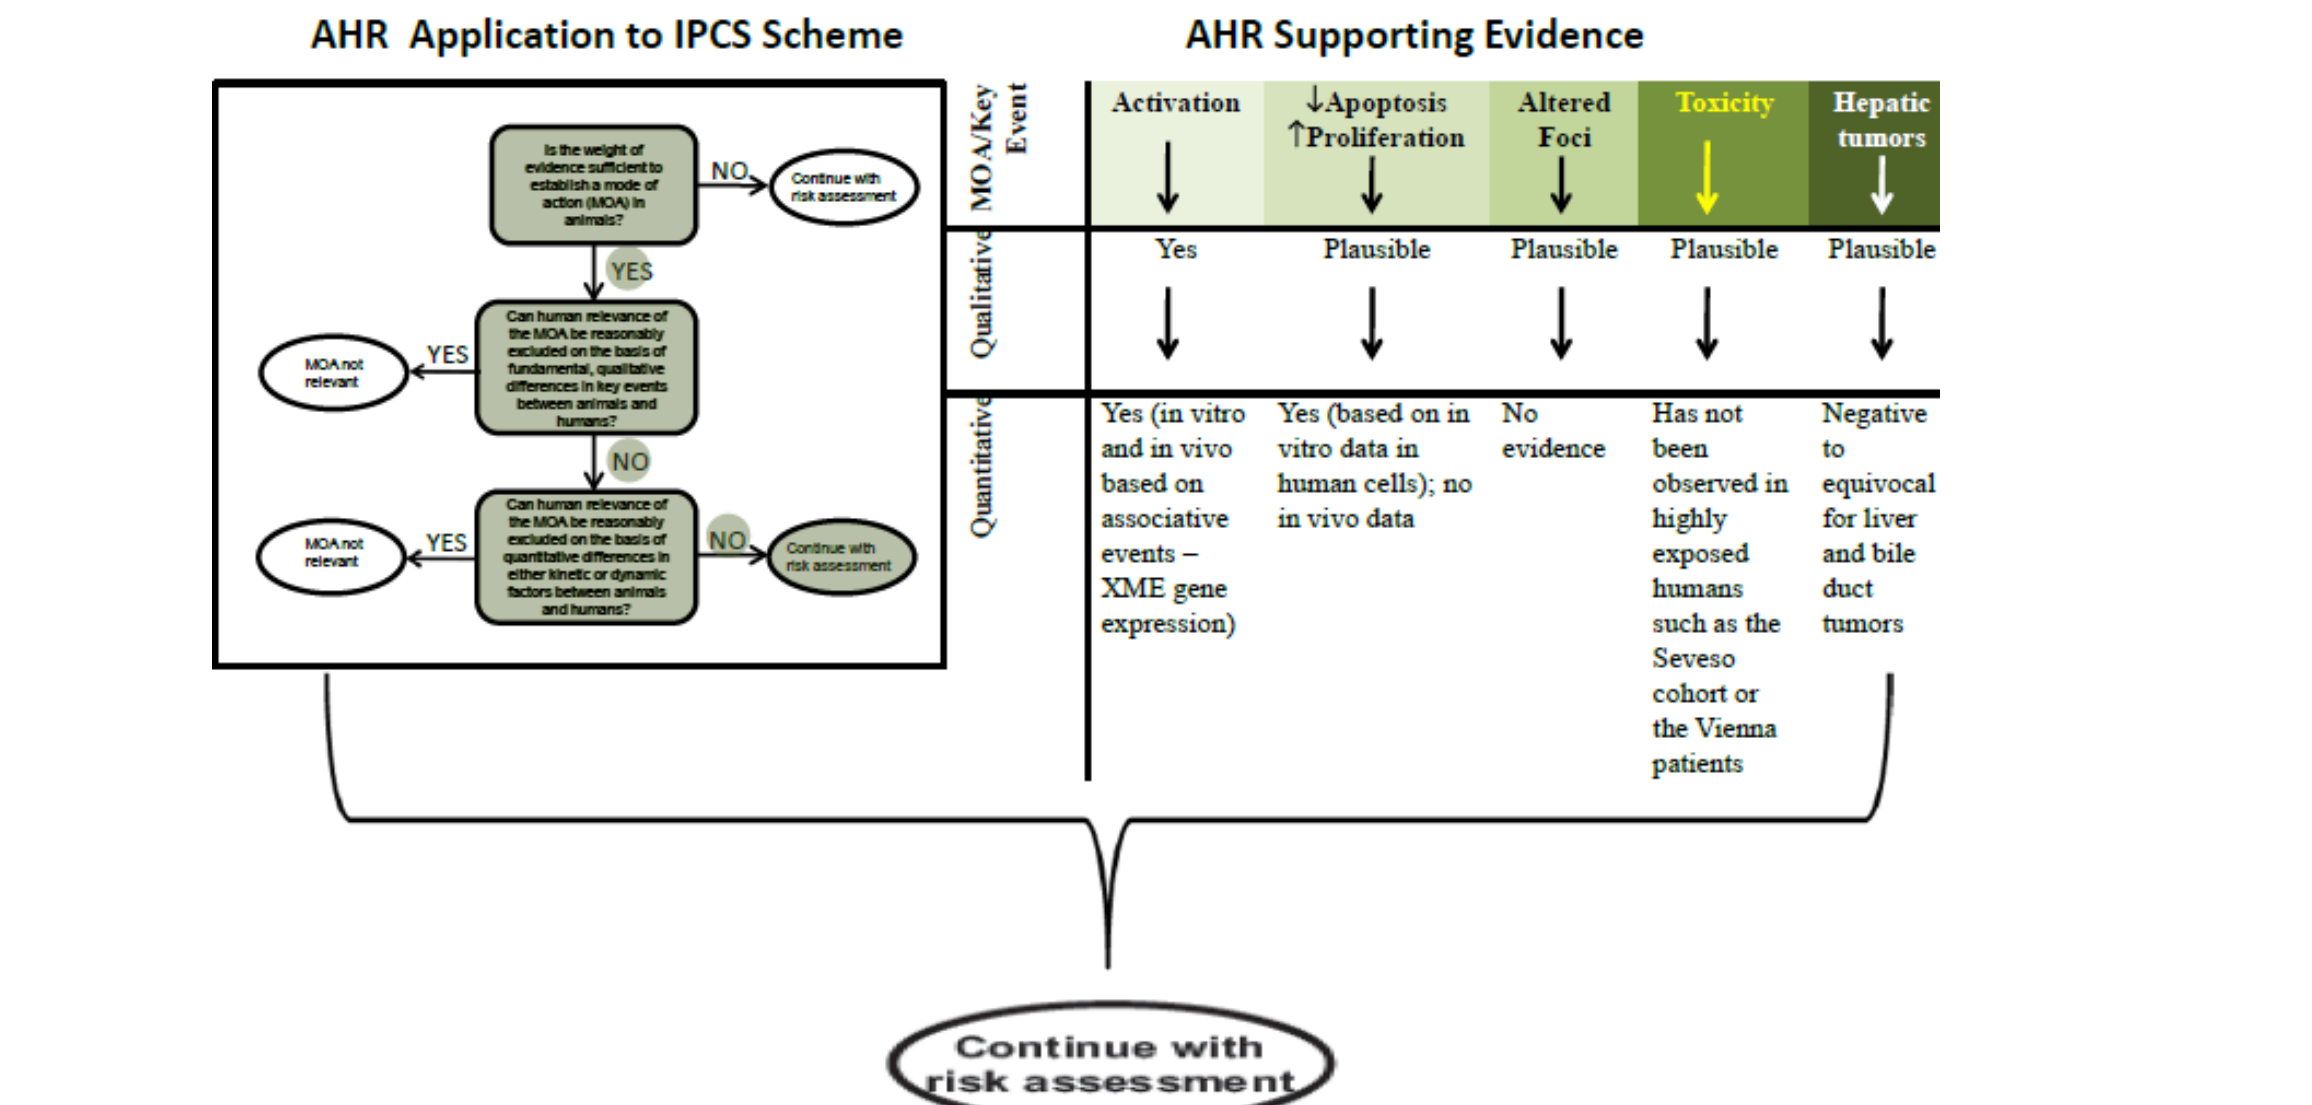 AHR Application to IPCS Scheme
AHR Supporting Evidence
Is the weight of
evidence sufficient to
establish a mode of
action (MOA) in
animals?
NO
Continue with
risk assessment
YES
Can human relevance of
the MOA be reasonably
excluded on the basis of
fundamental, qualitative
differences in key events
between animals and
humans?
YES
MOA not
relevant
NO
Can human relevance of
the MOA be reasonably
excluded on the basis of
quantitative differences in
either kinetic or dynamic
factors between animals
and humans?
YES
MOA not
relevant
NO
Continue with
risk assessment
MOA/Key
Event
Activation
↓Apoptosis
↑Proliferation
Altered
Foci
Toxicity
Hepatic
tumors
Qualitative
Yes
Plausible
Plausible
Plausible
Plausible
Quantitative
Yes (in vitro
and in vivo
based on
associative
events –
XME gene
expression)
Yes (based on in
vitro data in
human cells); no
in vivo data
No
evidence
Has not
been
observed in
highly
exposed
humans
such as the
Seveso
cohort or
the Vienna
patients
Negative
to
equivocal
for liver
and bile
duct
tumors
Continue with
risk assessment